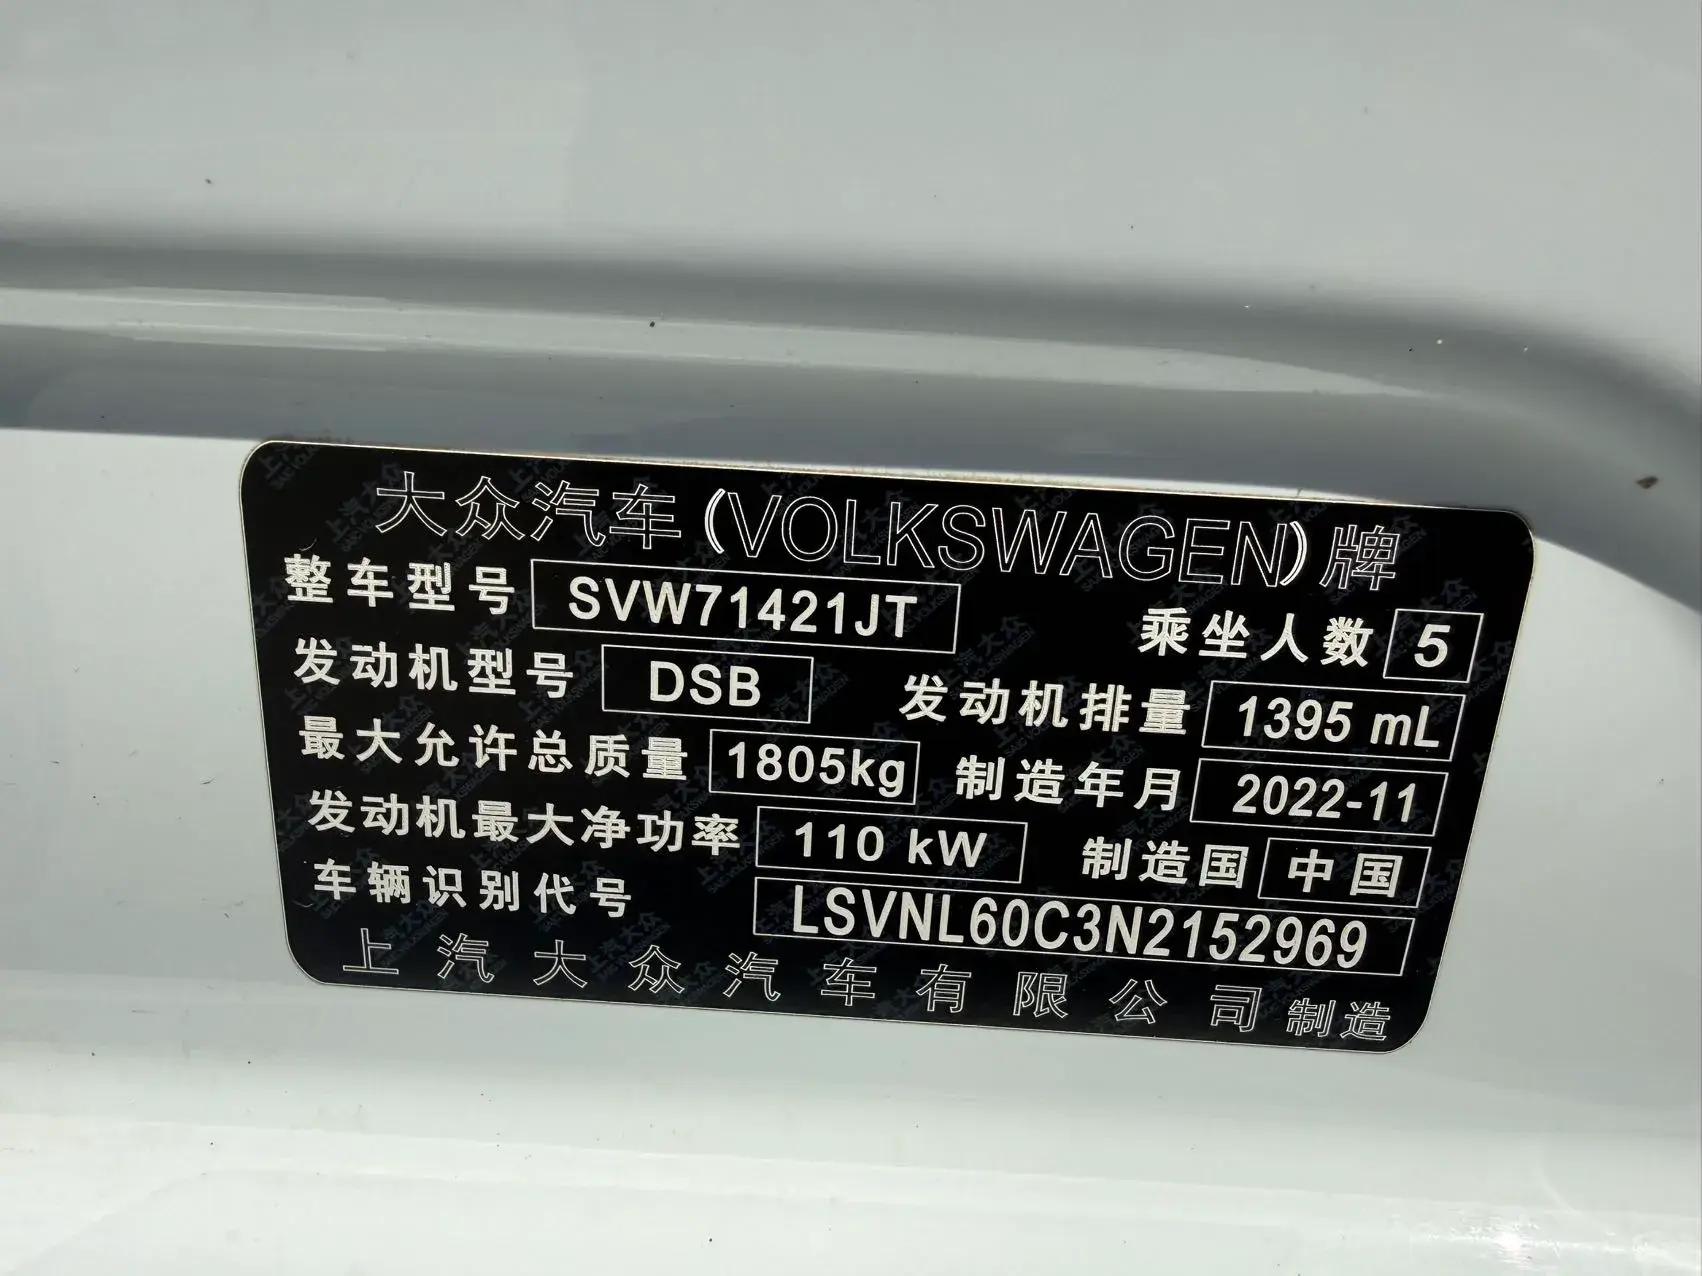 大众汽车(VOLKSWAGEN)牌
整车型号 SVW71421JT 乘坐人数 5
发动机型号 DSB 发动机排量 1395 mL
最大允许总质量 1805kg 制造年月 2022-11
发动机最大净功率 110 kW 制造国 中国
车辆识别代号 LSVNL60C3N2152969
上汽大众汽车有限公司制造